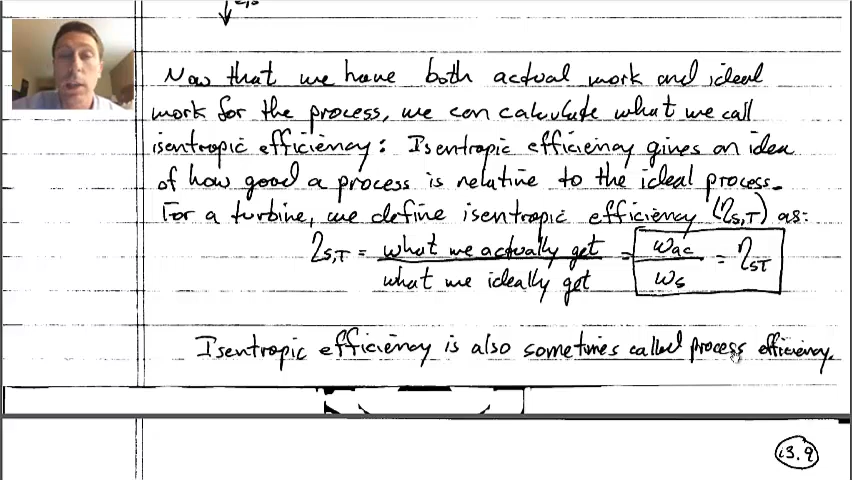 Now that we have both actual work and ideal
work for the process, we can calculate what we call
isentropic efficiency: Isentropic efficiency gives an idea
of how good a process is relative to the ideal process.
For a turbine, we define isentropic efficiency (ηs,T) as:
ηs,T = what we actually get / what we ideally get = wac / ws = ηsT
Isentropic efficiency is also sometimes called process efficiency.
13.9